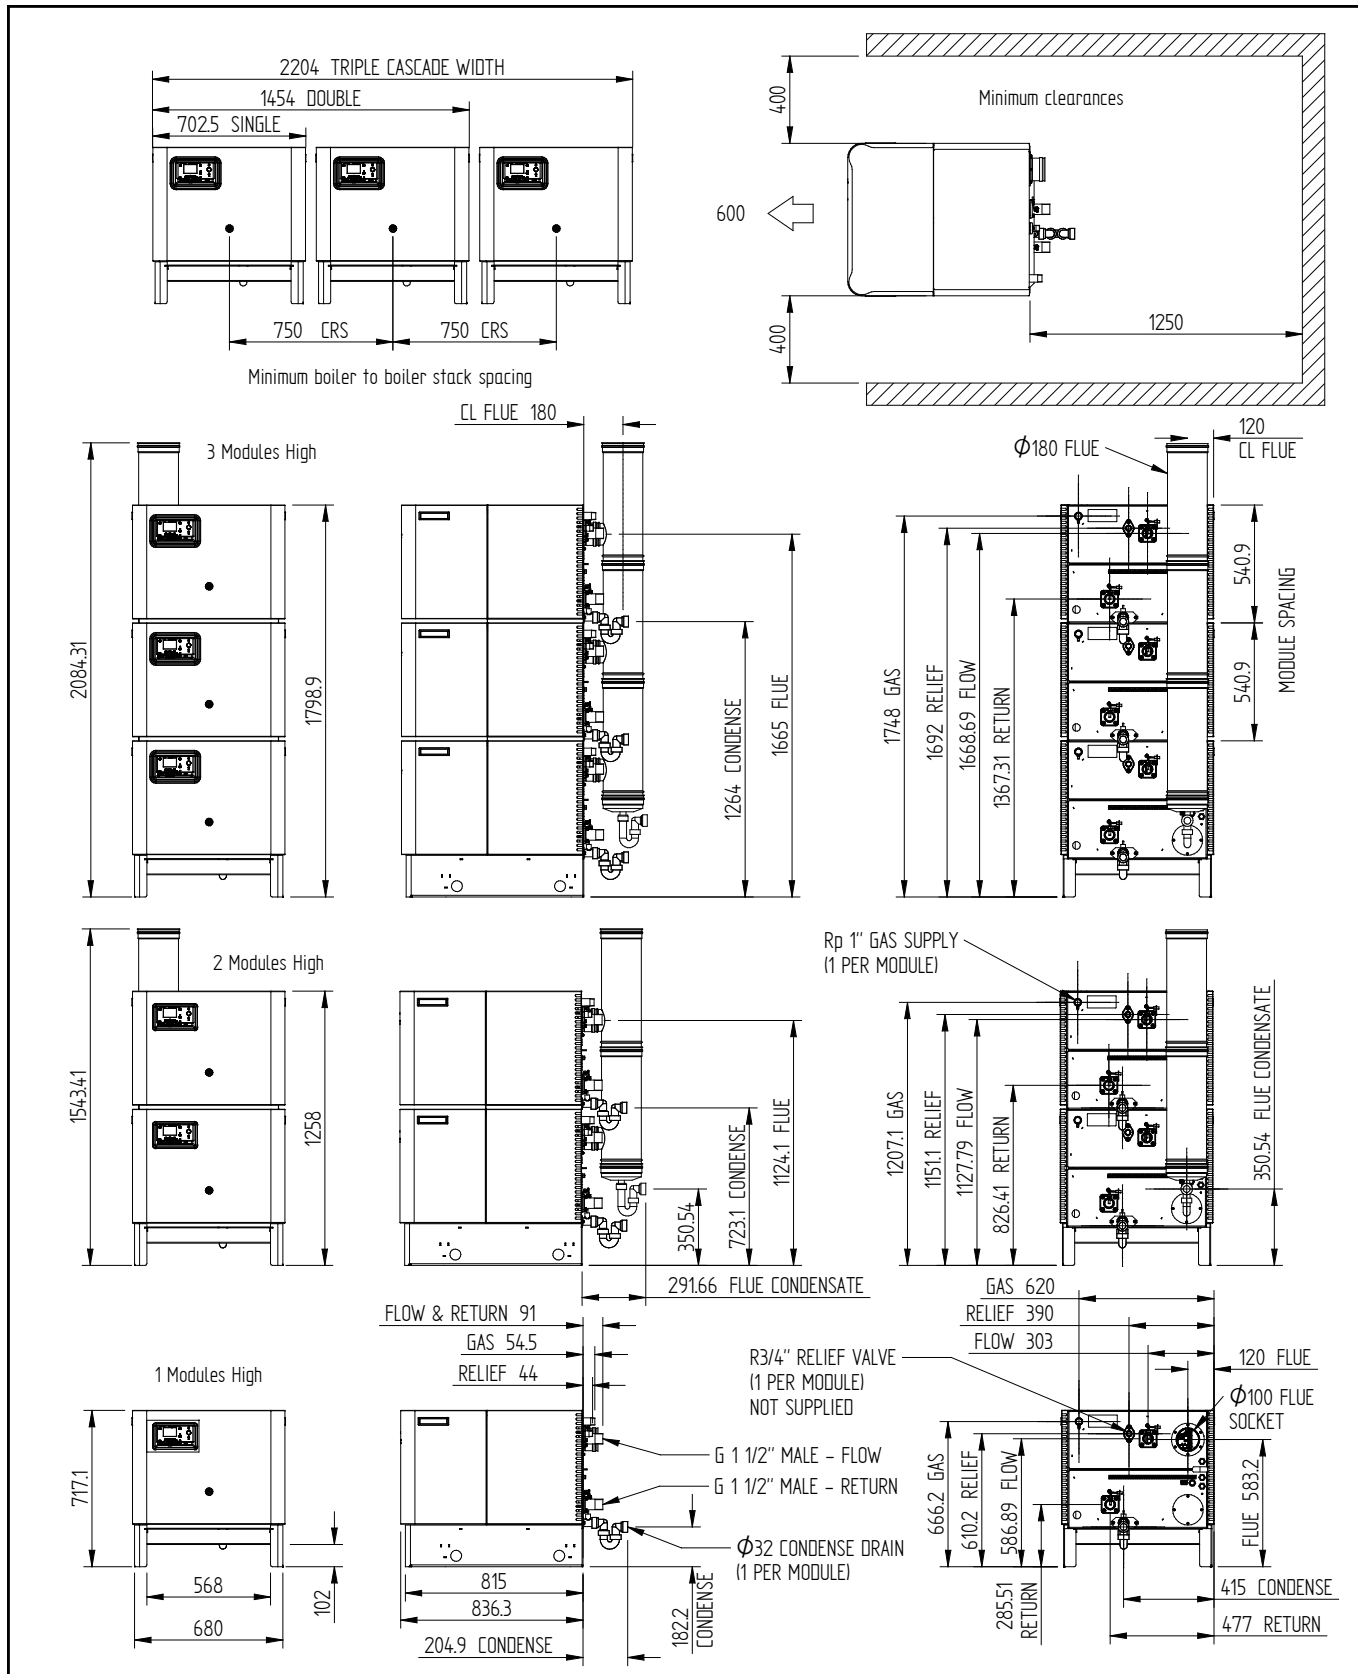 2204 TRIPLE CASCADE WIDTH
1454 DOUBLE
702.5 SINGLE
750 CRS
750 CRS
Minimum boiler to boiler stack spacing
400
Minimum clearances
600
1250
400
3 Modules High
2084.31
1798.9
CL FLUE 180
1264 CONDENSE
1665 FLUE
Φ180 FLUE
120
CL FLUE
1748 GAS
1692 RELIEF
1668.69 FLOW
1367.31 RETURN
540.9
540.9
MODULE SPACING
2 Modules High
1543.41
1258
350.54
723.1 CONDENSE
1124.1 FLUE
291.66 FLUE CONDENSATE
Rp 1" GAS SUPPLY
(1 PER MODULE)
1207.1 GAS
1151.1 RELIEF
1127.79 FLOW
826.41 RETURN
350.54 FLUE CONDENSATE
1 Modules High
717.1
568
680
102
FLOW & RETURN 91
GAS 54.5
RELIEF 44
G 1 1/2" MALE - FLOW
G 1 1/2" MALE - RETURN
Φ32 CONDENSE DRAIN
(1 PER MODULE)
815
836.3
204.9 CONDENSE
182.2
CONDENSE
GAS 620
RELIEF 390
FLOW 303
120 FLUE
R3/4" RELIEF VALVE
(1 PER MODULE)
NOT SUPPLIED
Φ100 FLUE
SOCKET
666.2 GAS
610.2 RELIEF
586.89 FLOW
285.51
RETURN
FLUE 583.2
415 CONDENSE
477 RETURN